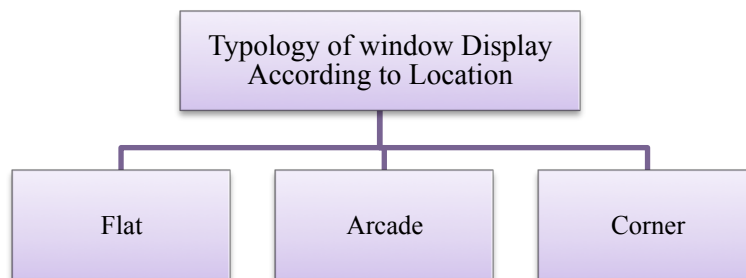 Typology of window Display
According to Location
Flat
Arcade
Corner